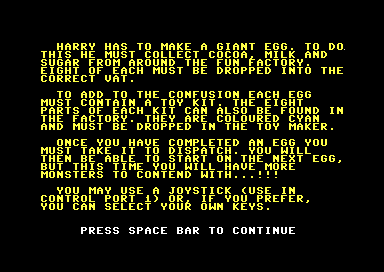 HARRY HAS TO MAKE A GIANT EGG. TO DO
THIS HE MUST COLLECT COCOA, MILK AND
SUGAR FROM AROUND THE FUN FACTORY.
EIGHT OF EACH MUST BE DROPPED INTO THE
CORRECT VAT.
TO ADD TO THE CONFUSION EACH EGG
MUST CONTAIN A TOY KIT. THE EIGHT
PARTS OF EACH KIT CAN ALSO BE FOUND IN
THE FACTORY. THEY ARE COLOURED CYAN
AND MUST BE DROPPED IN THE TOY MAKER.
ONCE YOU HAVE COMPLETED AN EGG YOU
MUST TAKE IT TO DISPATCH. YOU WILL
THEN BE ABLE TO START ON THE NEXT EGG,
BUT THIS TIME YOU WILL HAVE MORE
MONSTERS TO CONTEND WITH...!!!
YOU MAY USE A JOYSTICK (USE IN
CONTROL PORT 1) OR, IF YOU PREFER,
YOU CAN SELECT YOUR OWN KEYS.
PRESS SPACE BAR TO CONTINUE